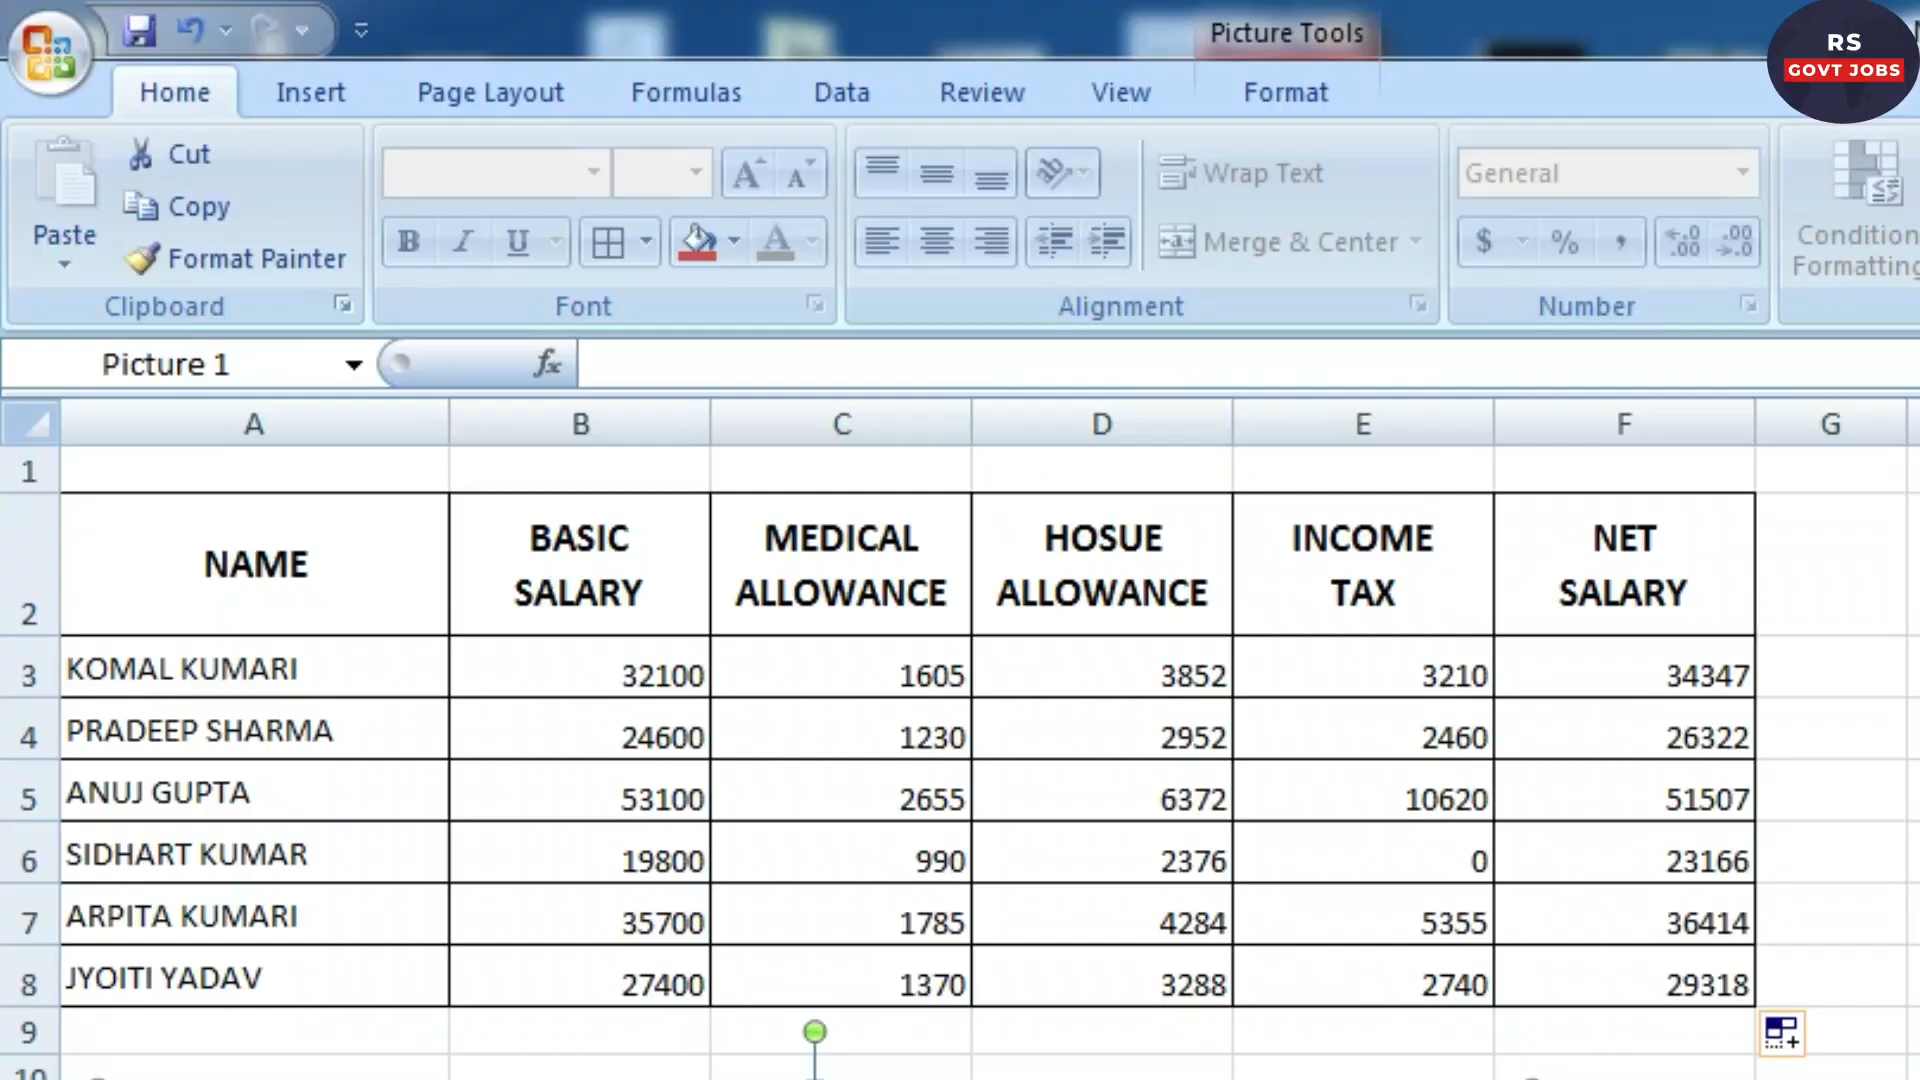 Picture Tools
RS
GOVT JOBS
Home Insert Page Layout Formulas Data Review View Format
Paste
Cut
Copy
Format Painter
Clipboard
B I U
Font
Wrap Text
Merge & Center
Alignment
General
$ % ,
Number
Condition
Formatting
Picture 1 fx
A B C D E F G
1
2 NAME BASIC SALARY MEDICAL ALLOWANCE HOSUE ALLOWANCE INCOME TAX NET SALARY
3 KOMAL KUMARI 32100 1605 3852 3210 34347
4 PRADEEP SHARMA 24600 1230 2952 2460 26322
5 ANUJ GUPTA 53100 2655 6372 10620 51507
6 SIDHART KUMAR 19800 990 2376 0 23166
7 ARPITA KUMARI 35700 1785 4284 5355 36414
8 JYOITI YADAV 27400 1370 3288 2740 29318
9
10